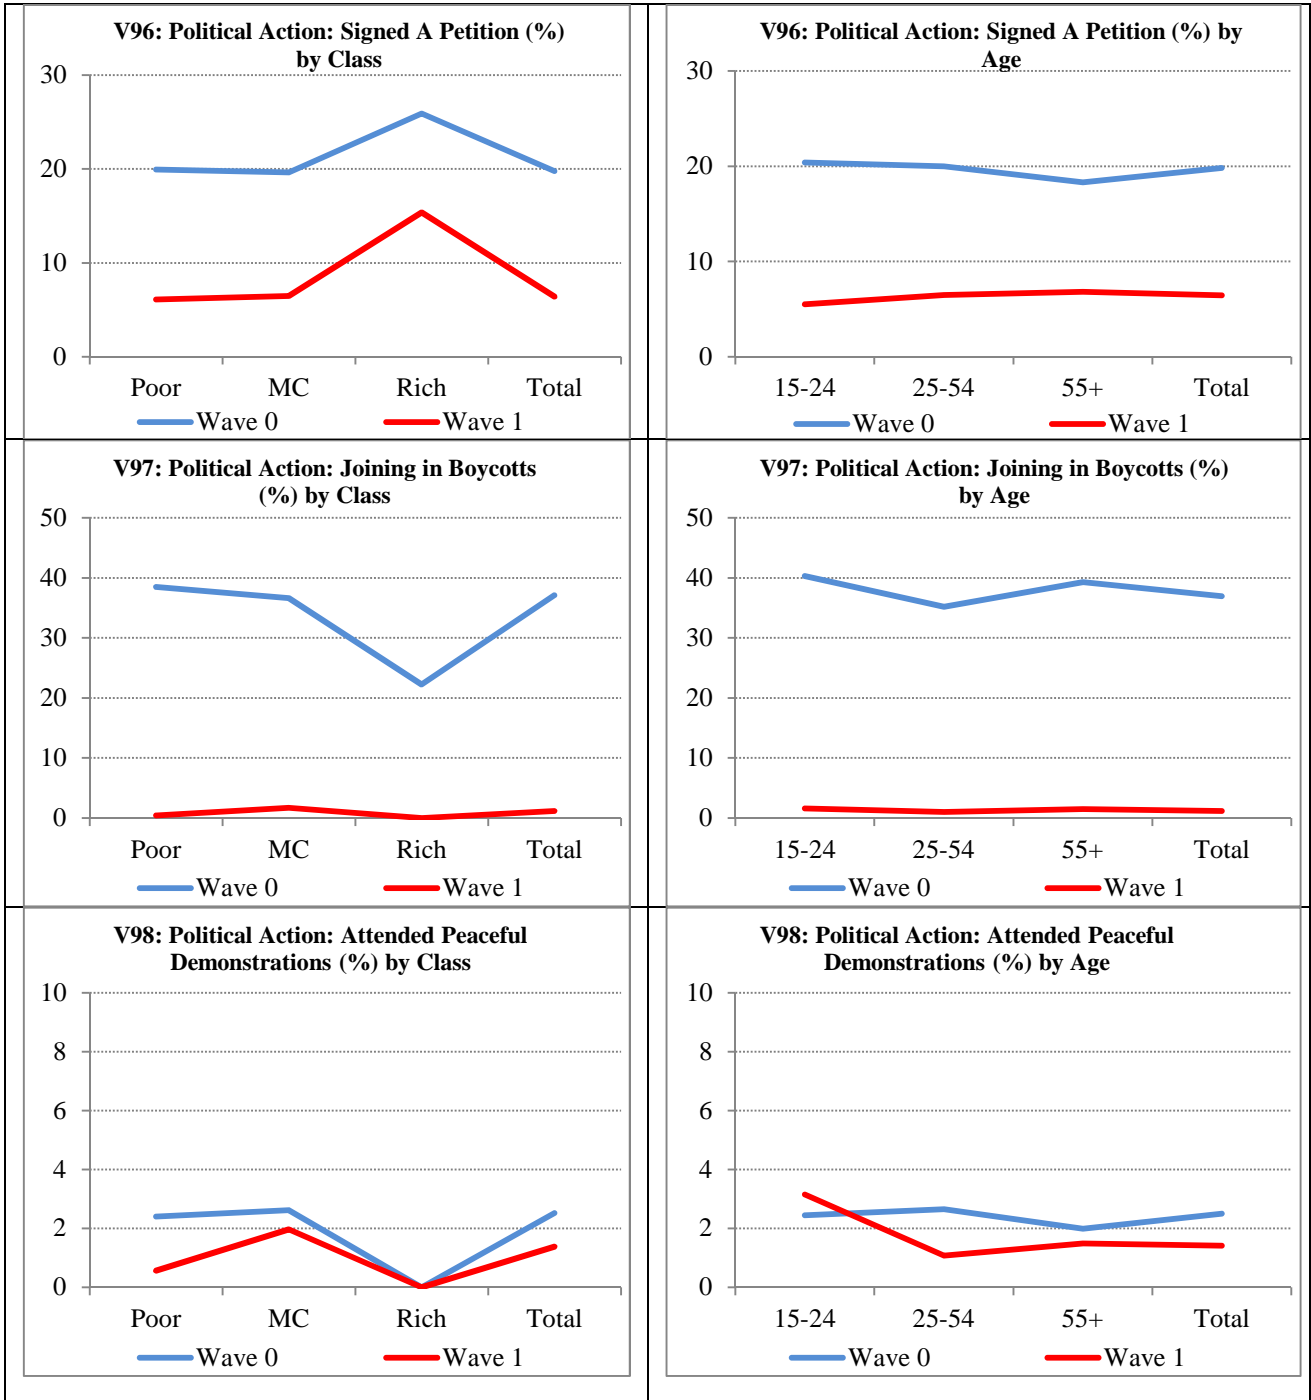 V96: Political Action: Signed A Petition (%)
by Class
30
20
10
0
Poor MC Rich Total
Wave 0 Wave 1
V96: Political Action: Signed A Petition (%) by
Age
30
20
10
0
15-24 25-54 55+ Total
Wave 0 Wave 1
V97: Political Action: Joining in Boycotts
(%) by Class
50
40
30
20
10
0
Poor MC Rich Total
Wave 0 Wave 1
V97: Political Action: Joining in Boycotts (%)
by Age
50
40
30
20
10
0
15-24 25-54 55+ Total
Wave 0 Wave 1
V98: Political Action: Attended Peaceful
Demonstrations (%) by Class
10
8
6
4
2
0
Poor MC Rich Total
Wave 0 Wave 1
V98: Political Action: Attended Peaceful
Demonstrations (%) by Age
10
8
6
4
2
0
15-24 25-54 55+ Total
Wave 0 Wave 1